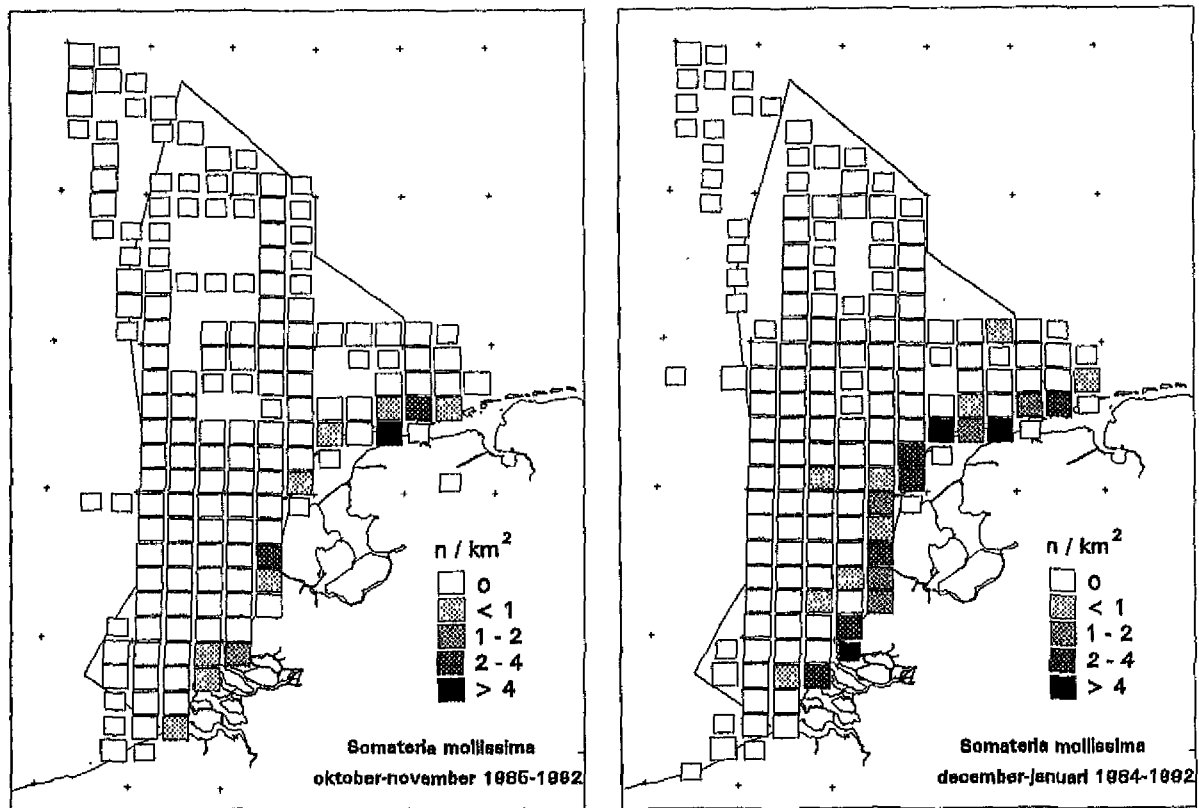 n / km²
0
< 1
1 - 2
2 - 4
> 4
Somateria mollissima
oktober-november 1985-1992
n / km²
0
< 1
1 - 2
2 - 4
> 4
Somateria mollissima
december-januari 1984-1992